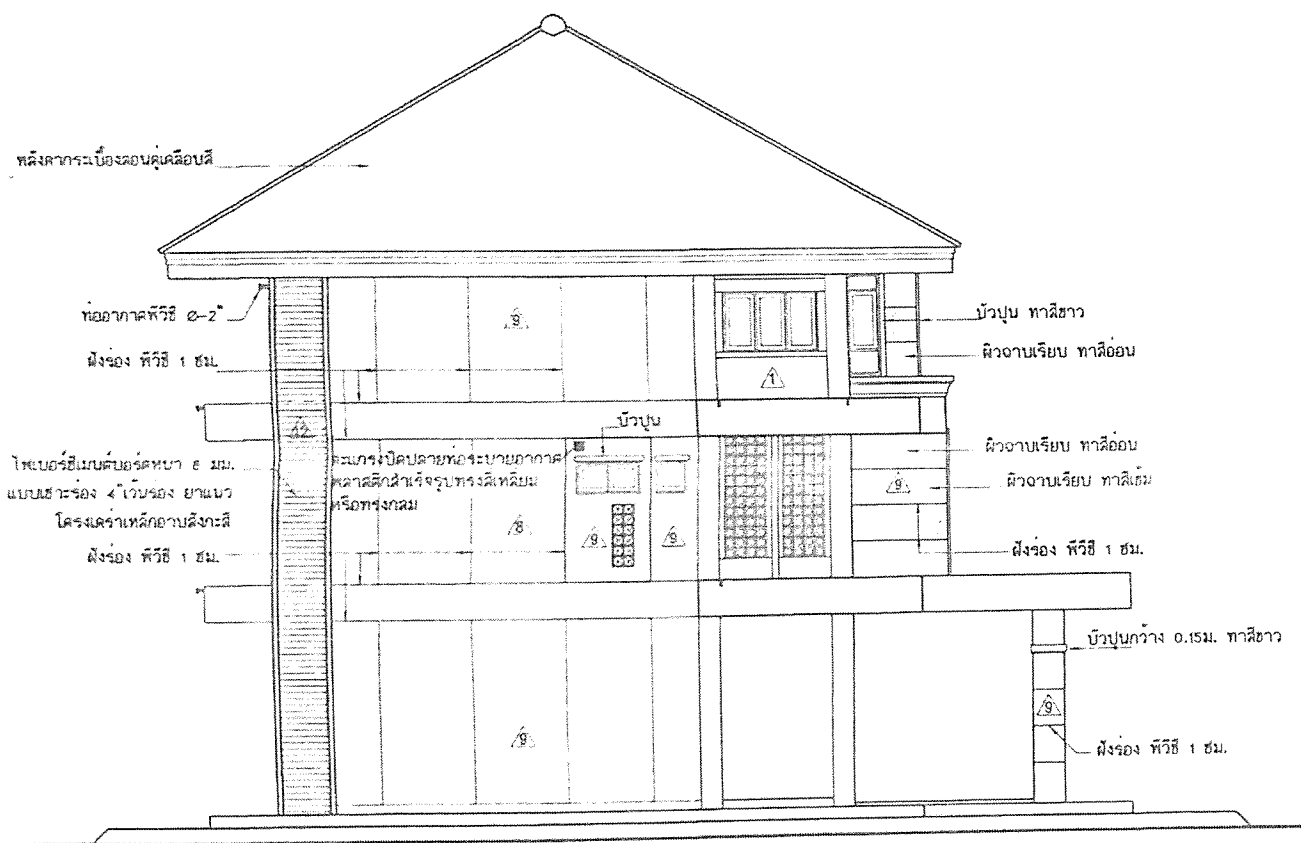 หลังคากระเบื้องลอนคู่เคลือบสี
ท่ออากาศพีวีซี Ø-2"
ฝังร่อง พีวีซี 1 ซม.
9
1
บัวปูน ทาสีขาว
ผิวฉาบเรียบ ทาสีอ่อน
12
บัวปูน
ไฟเบอร์ซีเมนต์บอร์ดหนา 8 มม.
แบบเซาะร่อง 4"เว้นร่อง ยาแนว
โครงเคร่าเหล็กอาบสังกะสี
ฝังร่อง พีวีซี 1 ซม.
ตะแกรงปิดปลายท่อระบายอากาศ
พลาสติกสำเร็จรูปทรงสี่เหลี่ยม
หรือทรงกลม
8
9
9
ผิวฉาบเรียบ ทาสีอ่อน
9
ผิวฉาบเรียบ ทาสีเข้ม
ฝังร่อง พีวีซี 1 ซม.
บัวปูนกว้าง 0.15ม. ทาสีขาว
9
9
ฝังร่อง พีวีซี 1 ซม.